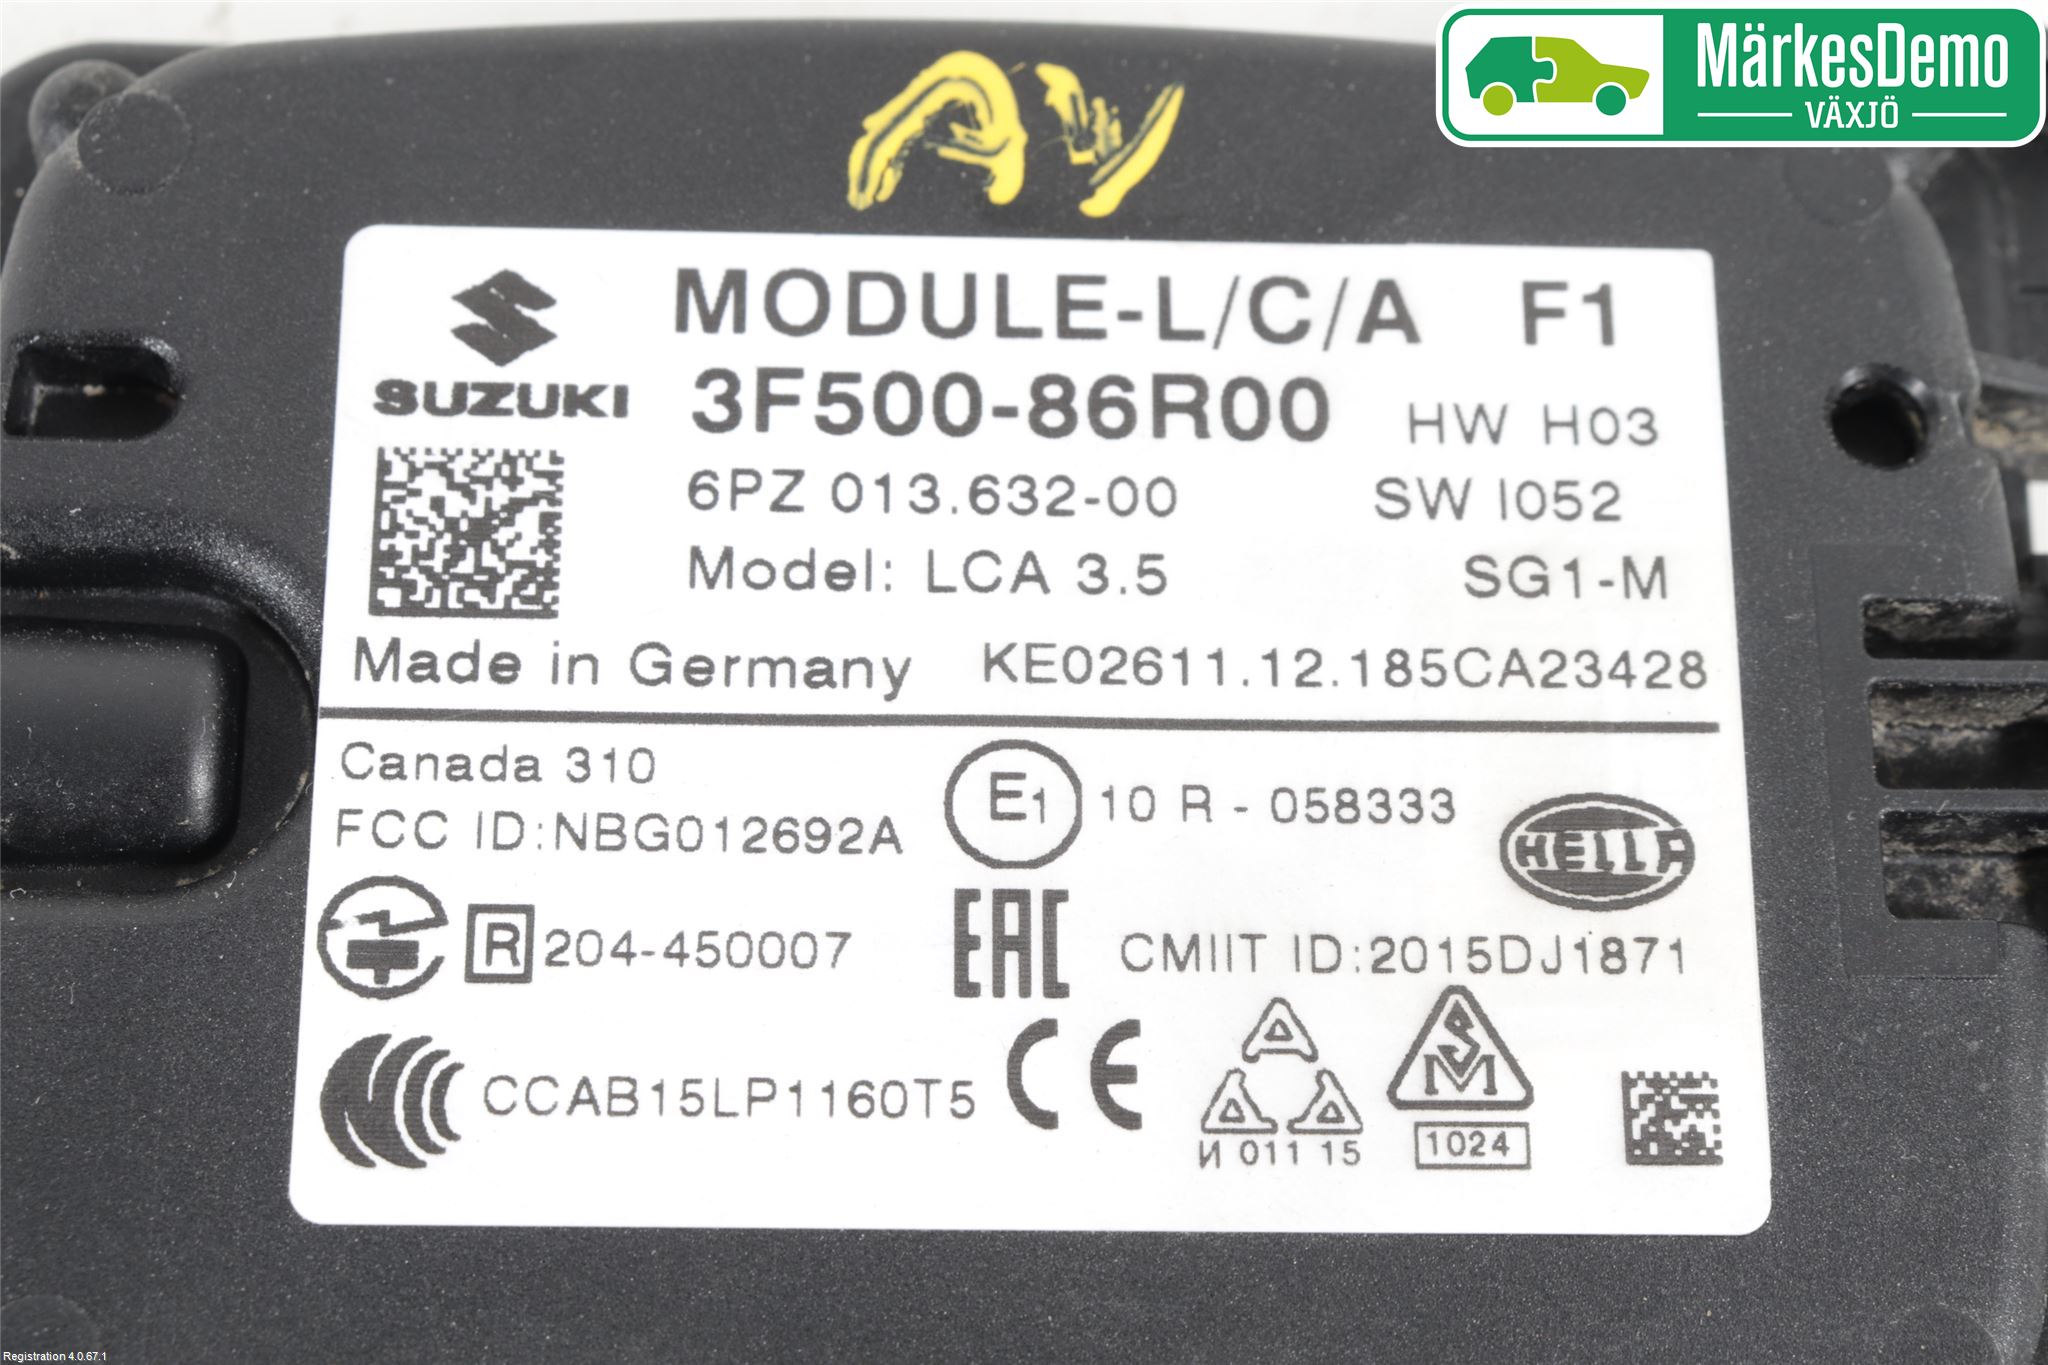 MärkesDemo
VÄXJÖ
MODULE-L/C/A F1
SUZUKI
3F500-86R00 HW H03
6PZ 013.632-00 SW I052
Model: LCA 3.5 SG1-M
Made in Germany KE02611.12.185CA23428
Canada 310
FCC ID:NBG012692A
E1 10 R - 058333
HELLA
R 204-450007
EAC CMIIT ID:2015DJ1871
CCAB15LP1160T5 CE
И 011 15
SM
1024
Registration 4.0.67.1